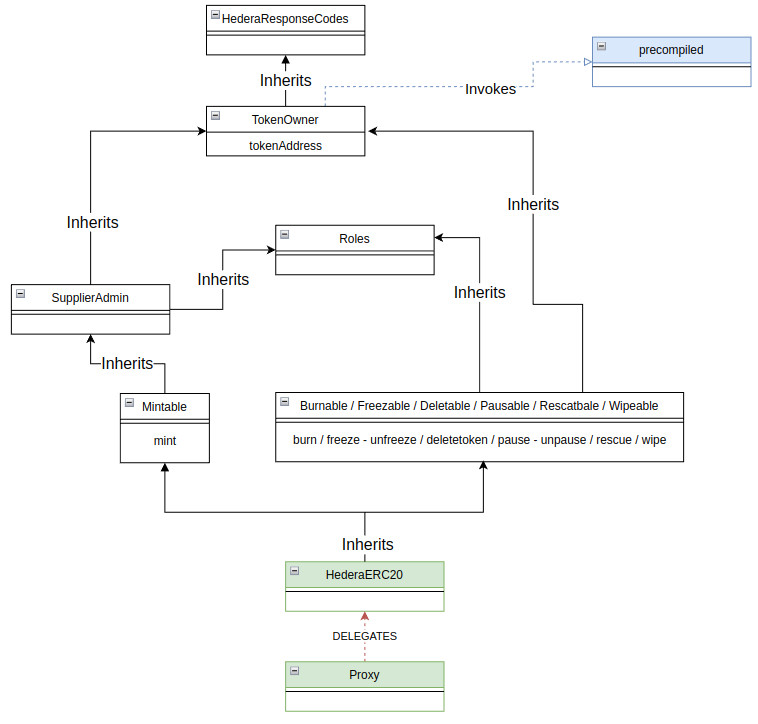 HederaResponseCodes
precompiled
Inherits
Invokes
TokenOwner
tokenAddress
Inherits
Inherits
Roles
Inherits
Inherits
SupplierAdmin
Inherits
Mintable
mint
Burnable / Freezable / Deletable / Pausable / Rescatbale / Wipeable
burn / freeze - unfreeze / deletetoken / pause - unpause / rescue / wipe
Inherits
HederaERC20
DELEGATES
Proxy